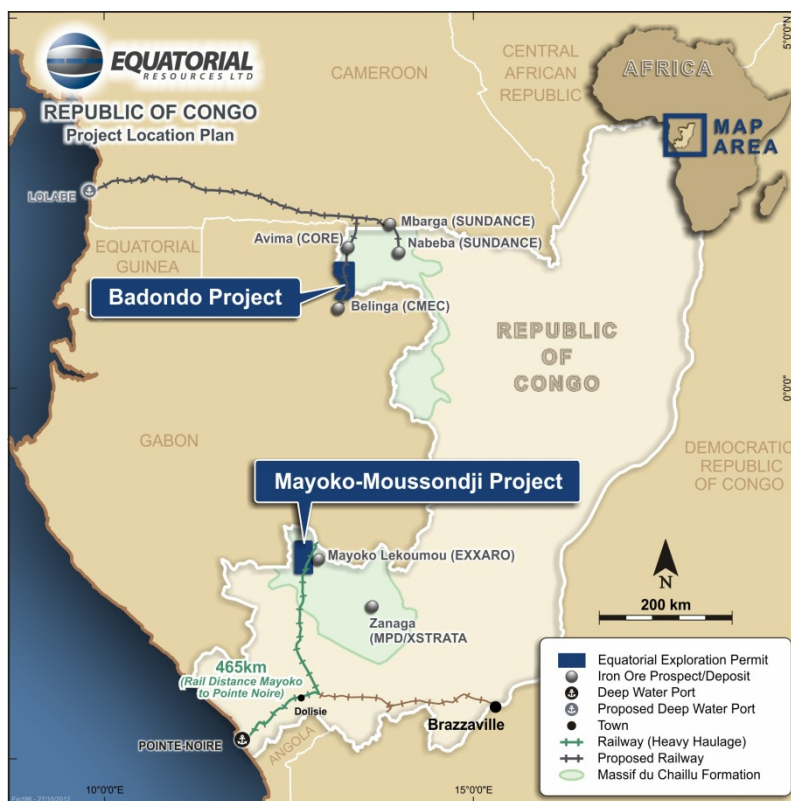 EQUATORIAL
RESOURCES LTD
REPUBLIC OF CONGO
Project Location Plan
CAMEROON
CENTRAL
AFRICAN
REPUBLIC
AFRICA
MAP
AREA
5°0'0"N
LOLABE
Mbarga (SUNDANCE)
Avima (CORE)
Nabeba (SUNDANCE)
EQUATORIAL
GUINEA
Badondo Project
Belinga (CMEC)
REPUBLIC
OF
CONGO
0°0'0"
GABON
DEMOCRATIC
REPUBLIC
OF CONGO
Mayoko-Moussondji Project
Mayoko Lekoumou (EXXARO)
N
200 km
Zanaga
(MPD/XSTRATA
465km
(Rail Distance Mayoko
to Pointe Noire)
Dolisie
Brazzaville
POINTE-NOIRE
ANGOLA
Equatorial Exploration Permit
Iron Ore Prospect/Deposit
Deep Water Port
Proposed Deep Water Port
Town
Railway (Heavy Haulage)
Proposed Railway
Massif du Chaillu Formation
10°0'0"E
15°0'0"E